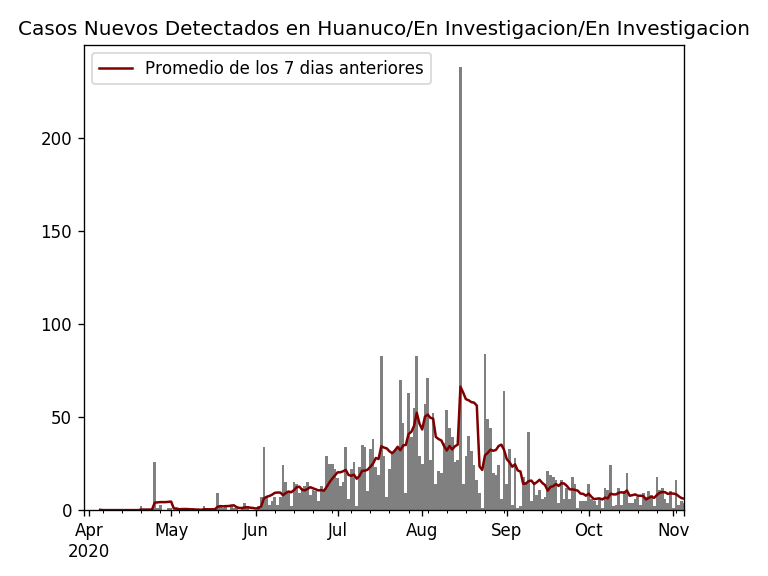 Casos Nuevos Detectados en Huanuco/En Investigacion/En Investigacion
Promedio de los 7 dias anteriores
200
150
100
50
0
Apr May Jun Jul Aug Sep Oct Nov
2020